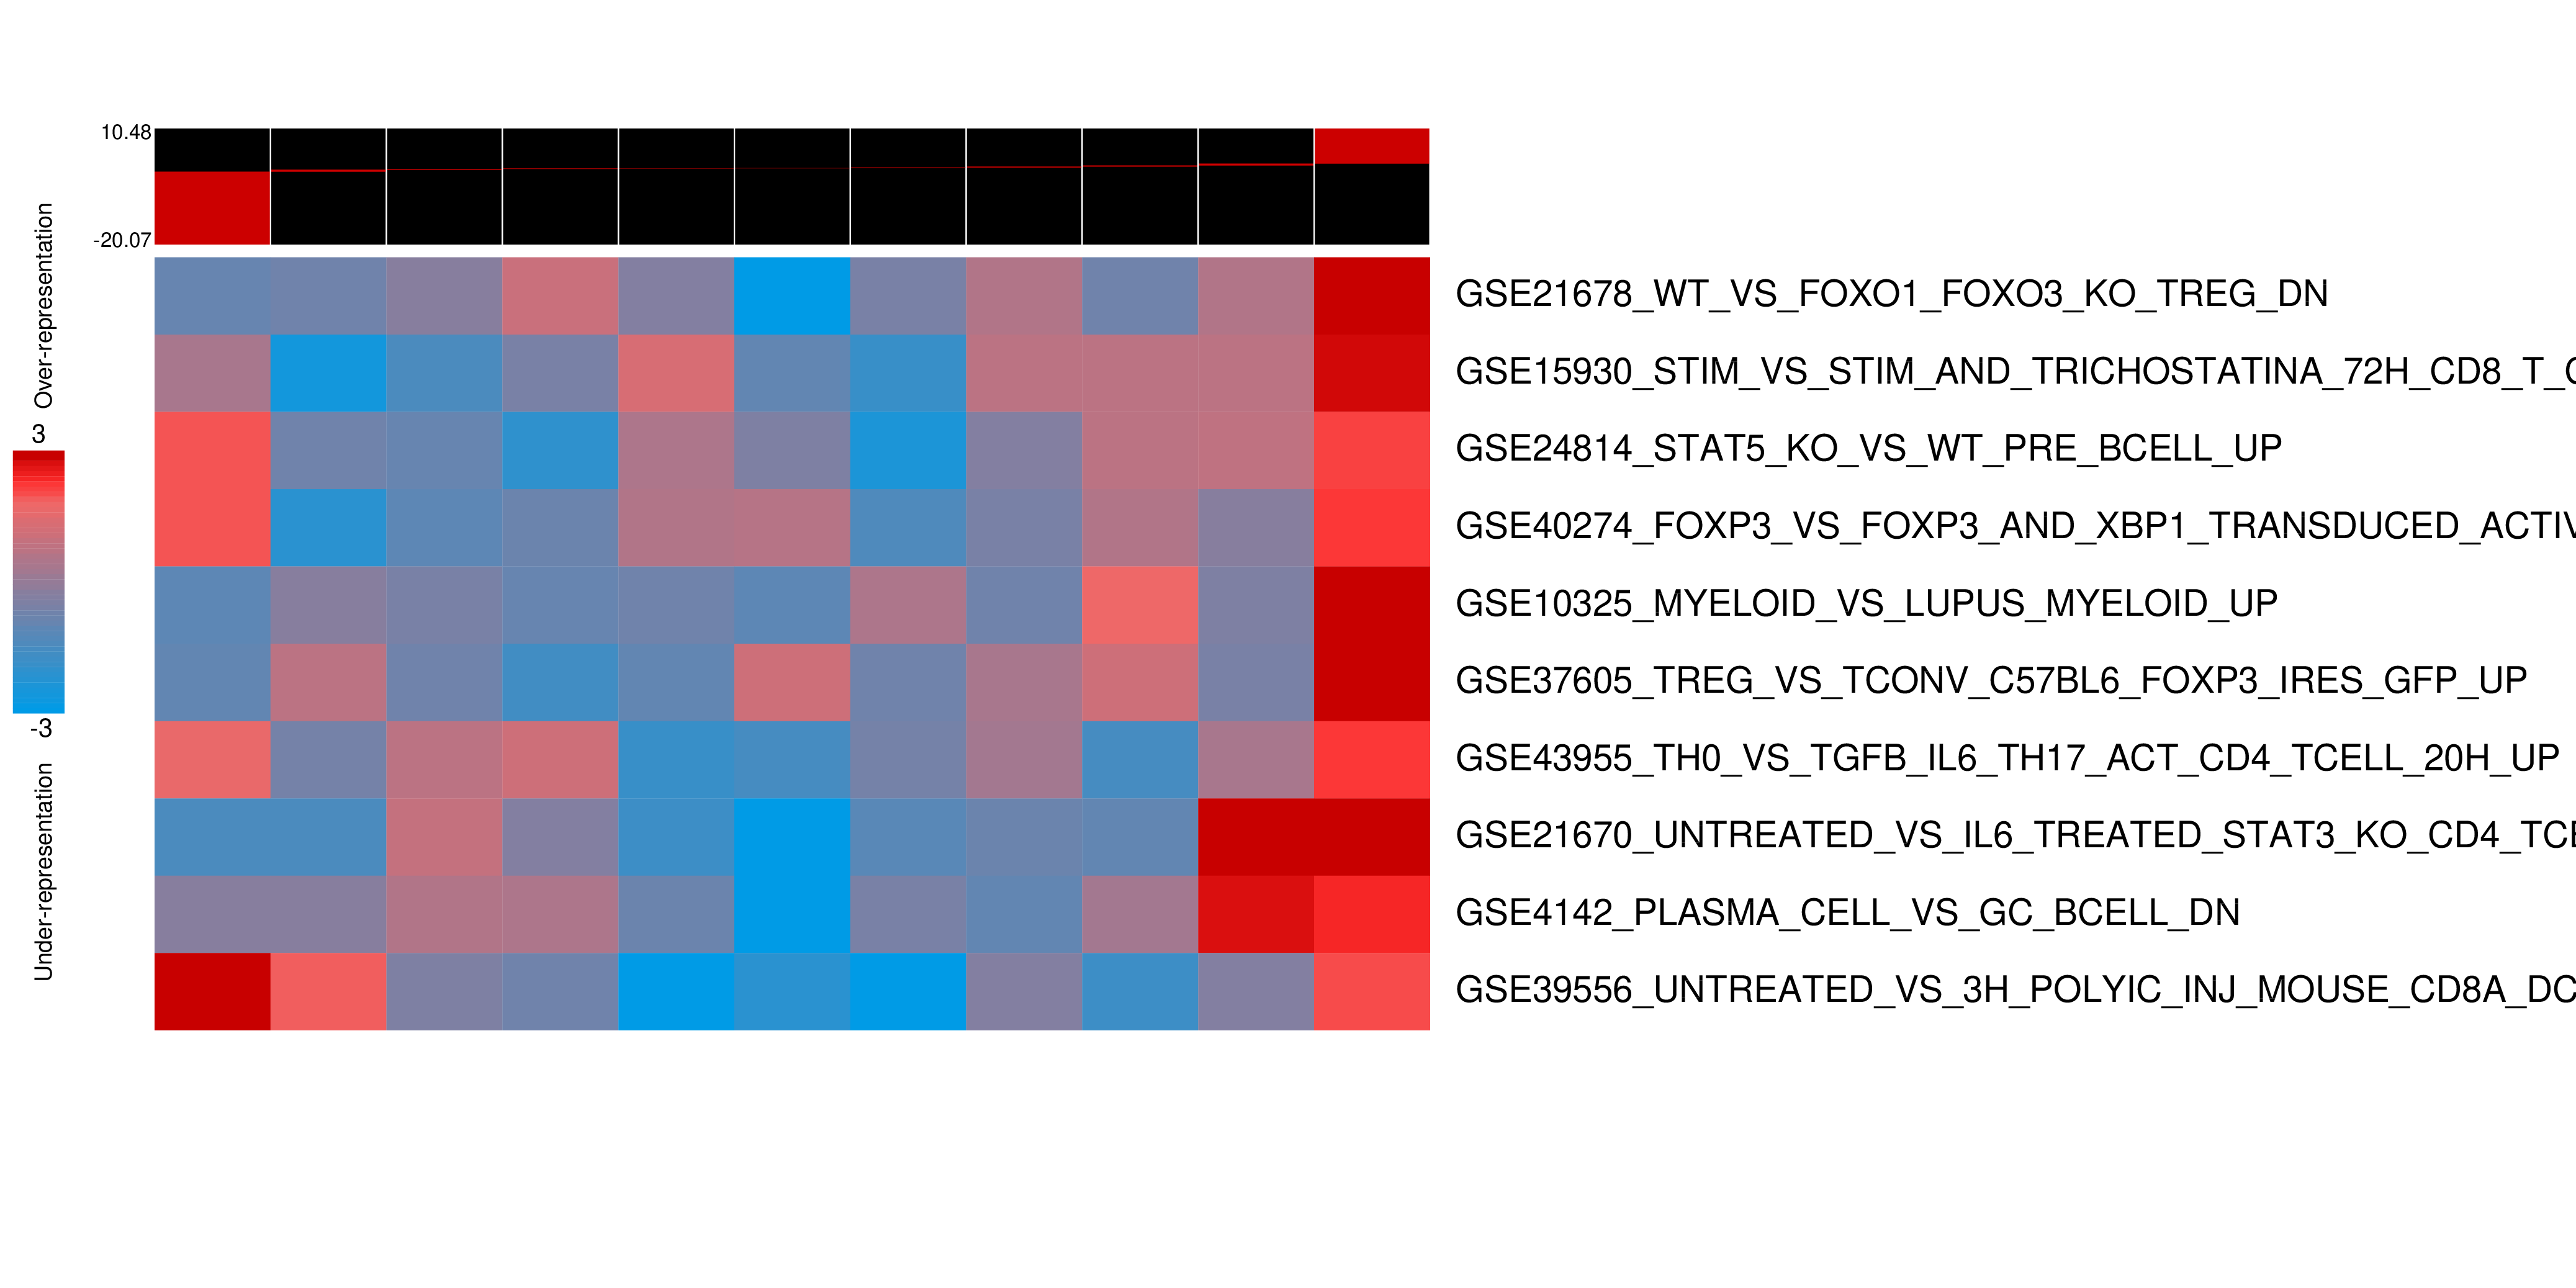 10.48
-20.07
Over-representation
3
-3
Under-representation
GSE21678_WT_VS_FOXO1_FOXO3_KO_TREG_DN
GSE15930_STIM_VS_STIM_AND_TRICHOSTATINA_72H_CD8_T_
GSE24814_STAT5_KO_VS_WT_PRE_BCELL_UP
GSE40274_FOXP3_VS_FOXP3_AND_XBP1_TRANSDUCED_ACTIV
GSE10325_MYELOID_VS_LUPUS_MYELOID_UP
GSE37605_TREG_VS_TCONV_C57BL6_FOXP3_IRES_GFP_UP
GSE43955_TH0_VS_TGFB_IL6_TH17_ACT_CD4_TCELL_20H_UP
GSE21670_UNTREATED_VS_IL6_TREATED_STAT3_KO_CD4_TC
GSE4142_PLASMA_CELL_VS_GC_BCELL_DN
GSE39556_UNTREATED_VS_3H_POLYIC_INJ_MOUSE_CD8A_DC